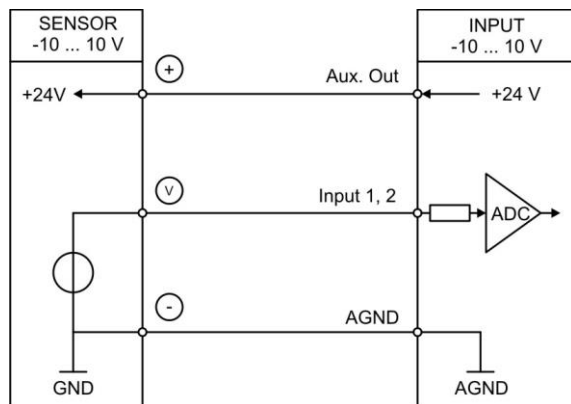 SENSOR
-10 ... 10 V
INPUT
-10 ... 10 V
+
Aux. Out
+24V
+24 V
V
Input 1, 2
ADC
-
AGND
GND
AGND